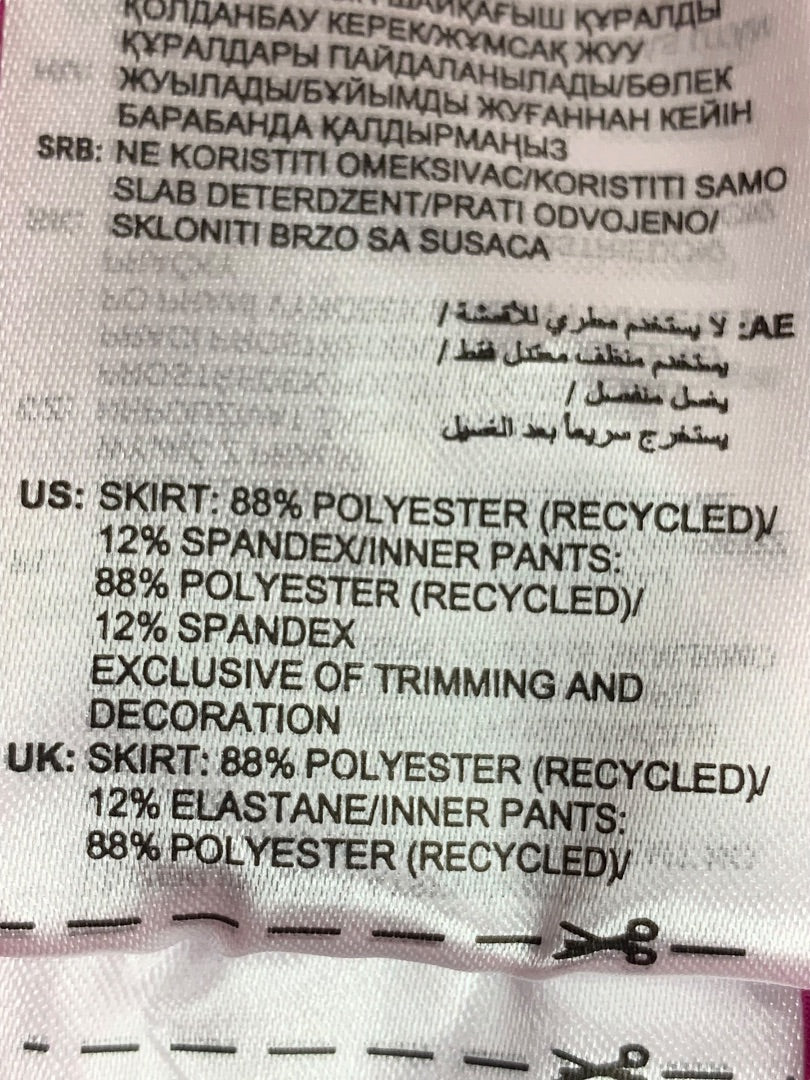 ҚОЛДАНБАУ КЕРЕК/ЖҰМСАҚ ЖУУ
ҚҰРАЛДАРЫ ПАЙДАЛАНЫЛАДЫ/БӨЛЕК
ЖУЫЛАДЫ/БҰЙЫМДЫ ЖУҒАННАН КЕЙІН
БАРАБАНДА ҚАЛДЫРМАҢЫЗ
SRB: NE KORISTITI OMEKSIVAC/KORISTITI SAMO
SLAB DETERDZENT/PRATI ODVOJENO/
SKLONITI BRZO SA SUSACA
AE: لا يستخدم مطري للأقمشة /
يستخدم منظف معتدل فقط /
يغسل منفصل /
يستخرج سريعاً بعد الغسيل
US: SKIRT: 88% POLYESTER (RECYCLED)/
12% SPANDEX/INNER PANTS:
88% POLYESTER (RECYCLED)/
12% SPANDEX
EXCLUSIVE OF TRIMMING AND
DECORATION
UK: SKIRT: 88% POLYESTER (RECYCLED)/
12% ELASTANE/INNER PANTS:
88% POLYESTER (RECYCLED)/